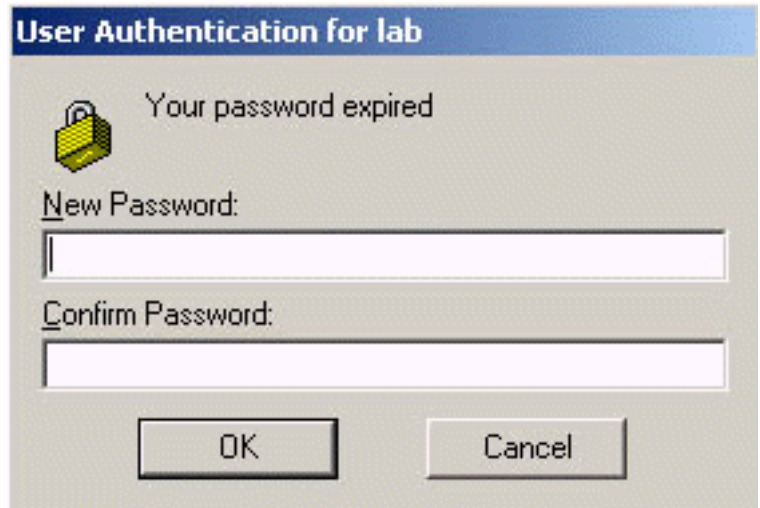 User Authentication for lab
Your password expired
New Password:
Confirm Password:
OK
Cancel